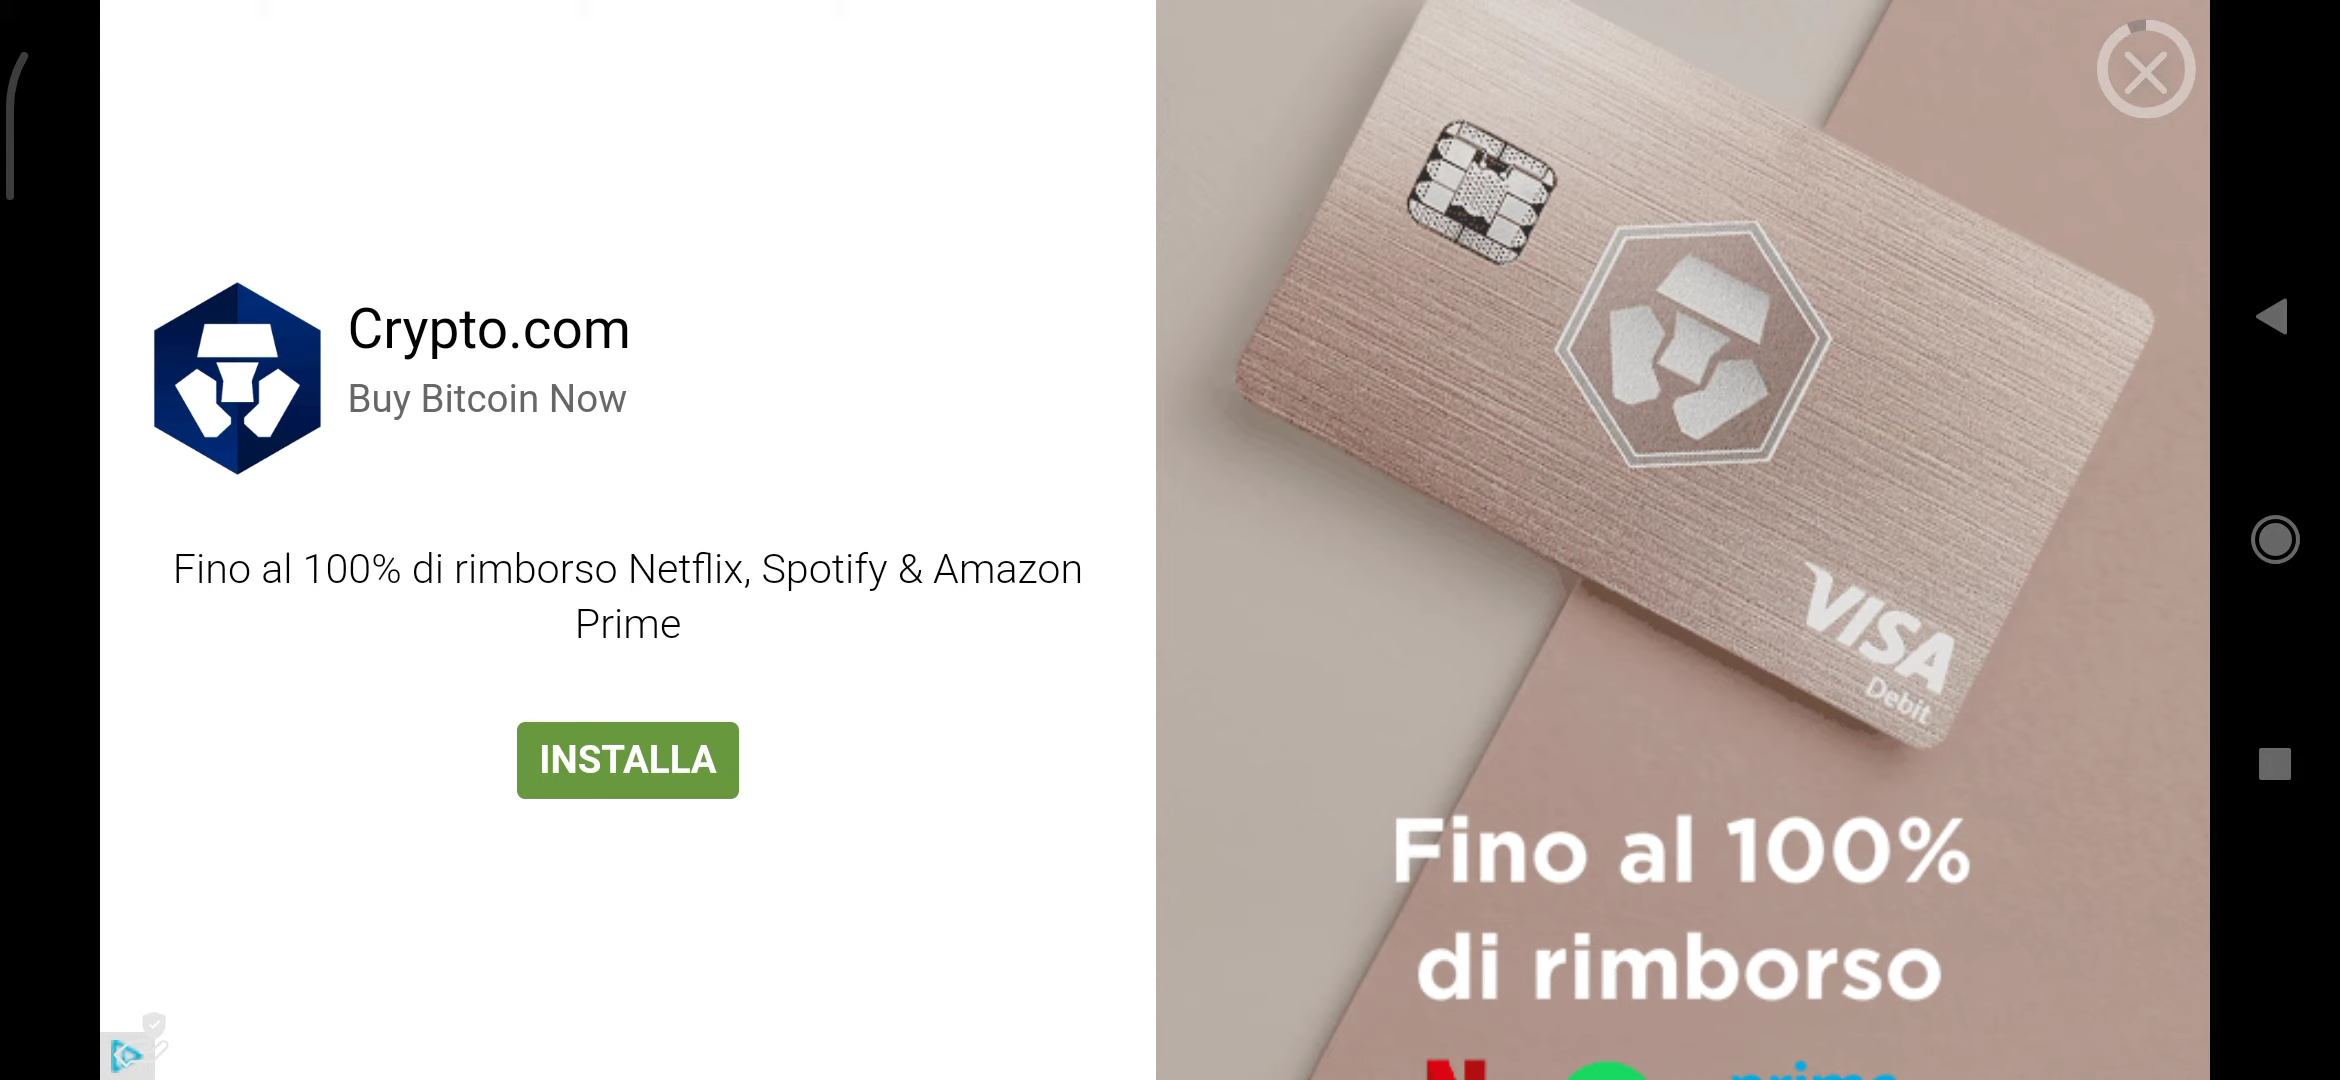 Crypto.com
Buy Bitcoin Now
Fino al 100% di rimborso Netflix, Spotify & Amazon
Prime
INSTALLA
VISA
Debit
Fino al 100%
di rimborso
N
prime